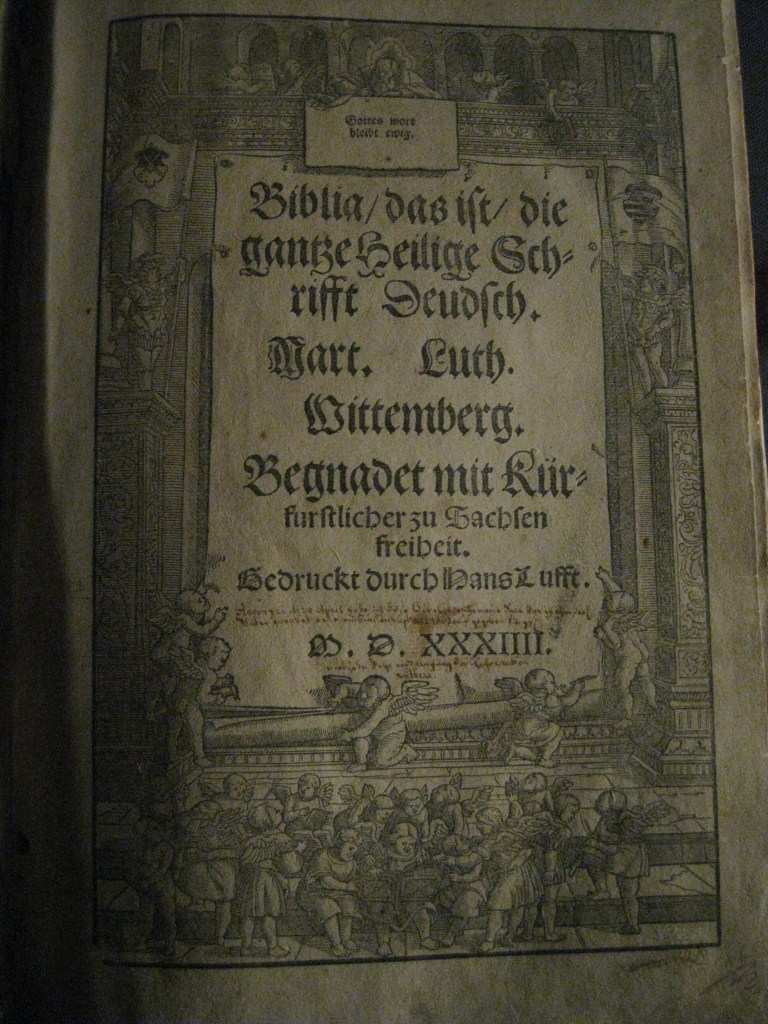 Gottes wort
bleibt ewig.
Biblia/ das ist/ die
gantze Heilige Sch⸗
rifft Deudsch.
Mart. Luth.
Wittemberg.
Begnadet mit Kür⸗
furstlicher zu Sachsen
freiheit.
Gedruckt durch Hans Lufft.
M. D. XXXIIII.